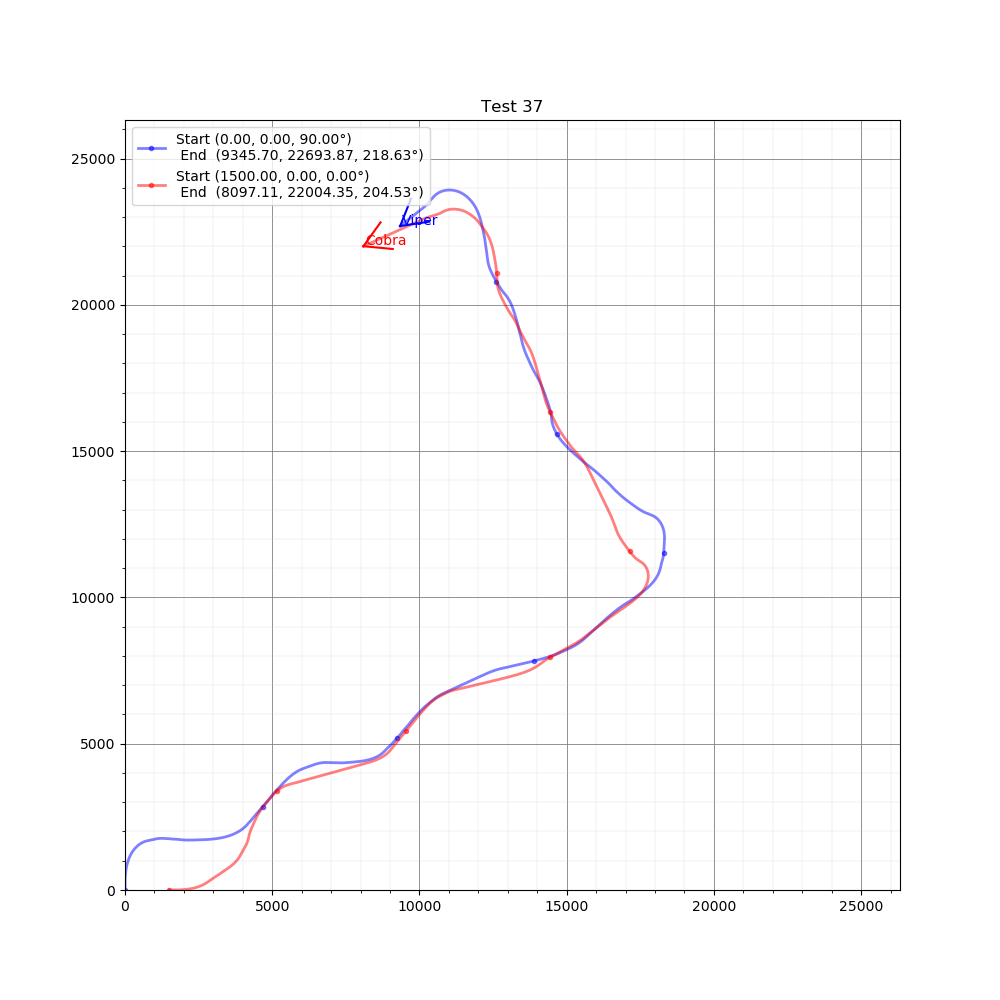 Test 37
Start (0.00, 0.00, 90.00°)
End (9345.70, 22693.87, 218.63°)
Start (1500.00, 0.00, 0.00°)
End (8097.11, 22004.35, 204.53°)
Viper
Cobra
25000
20000
15000
10000
5000
0
0 5000 10000 15000 20000 25000